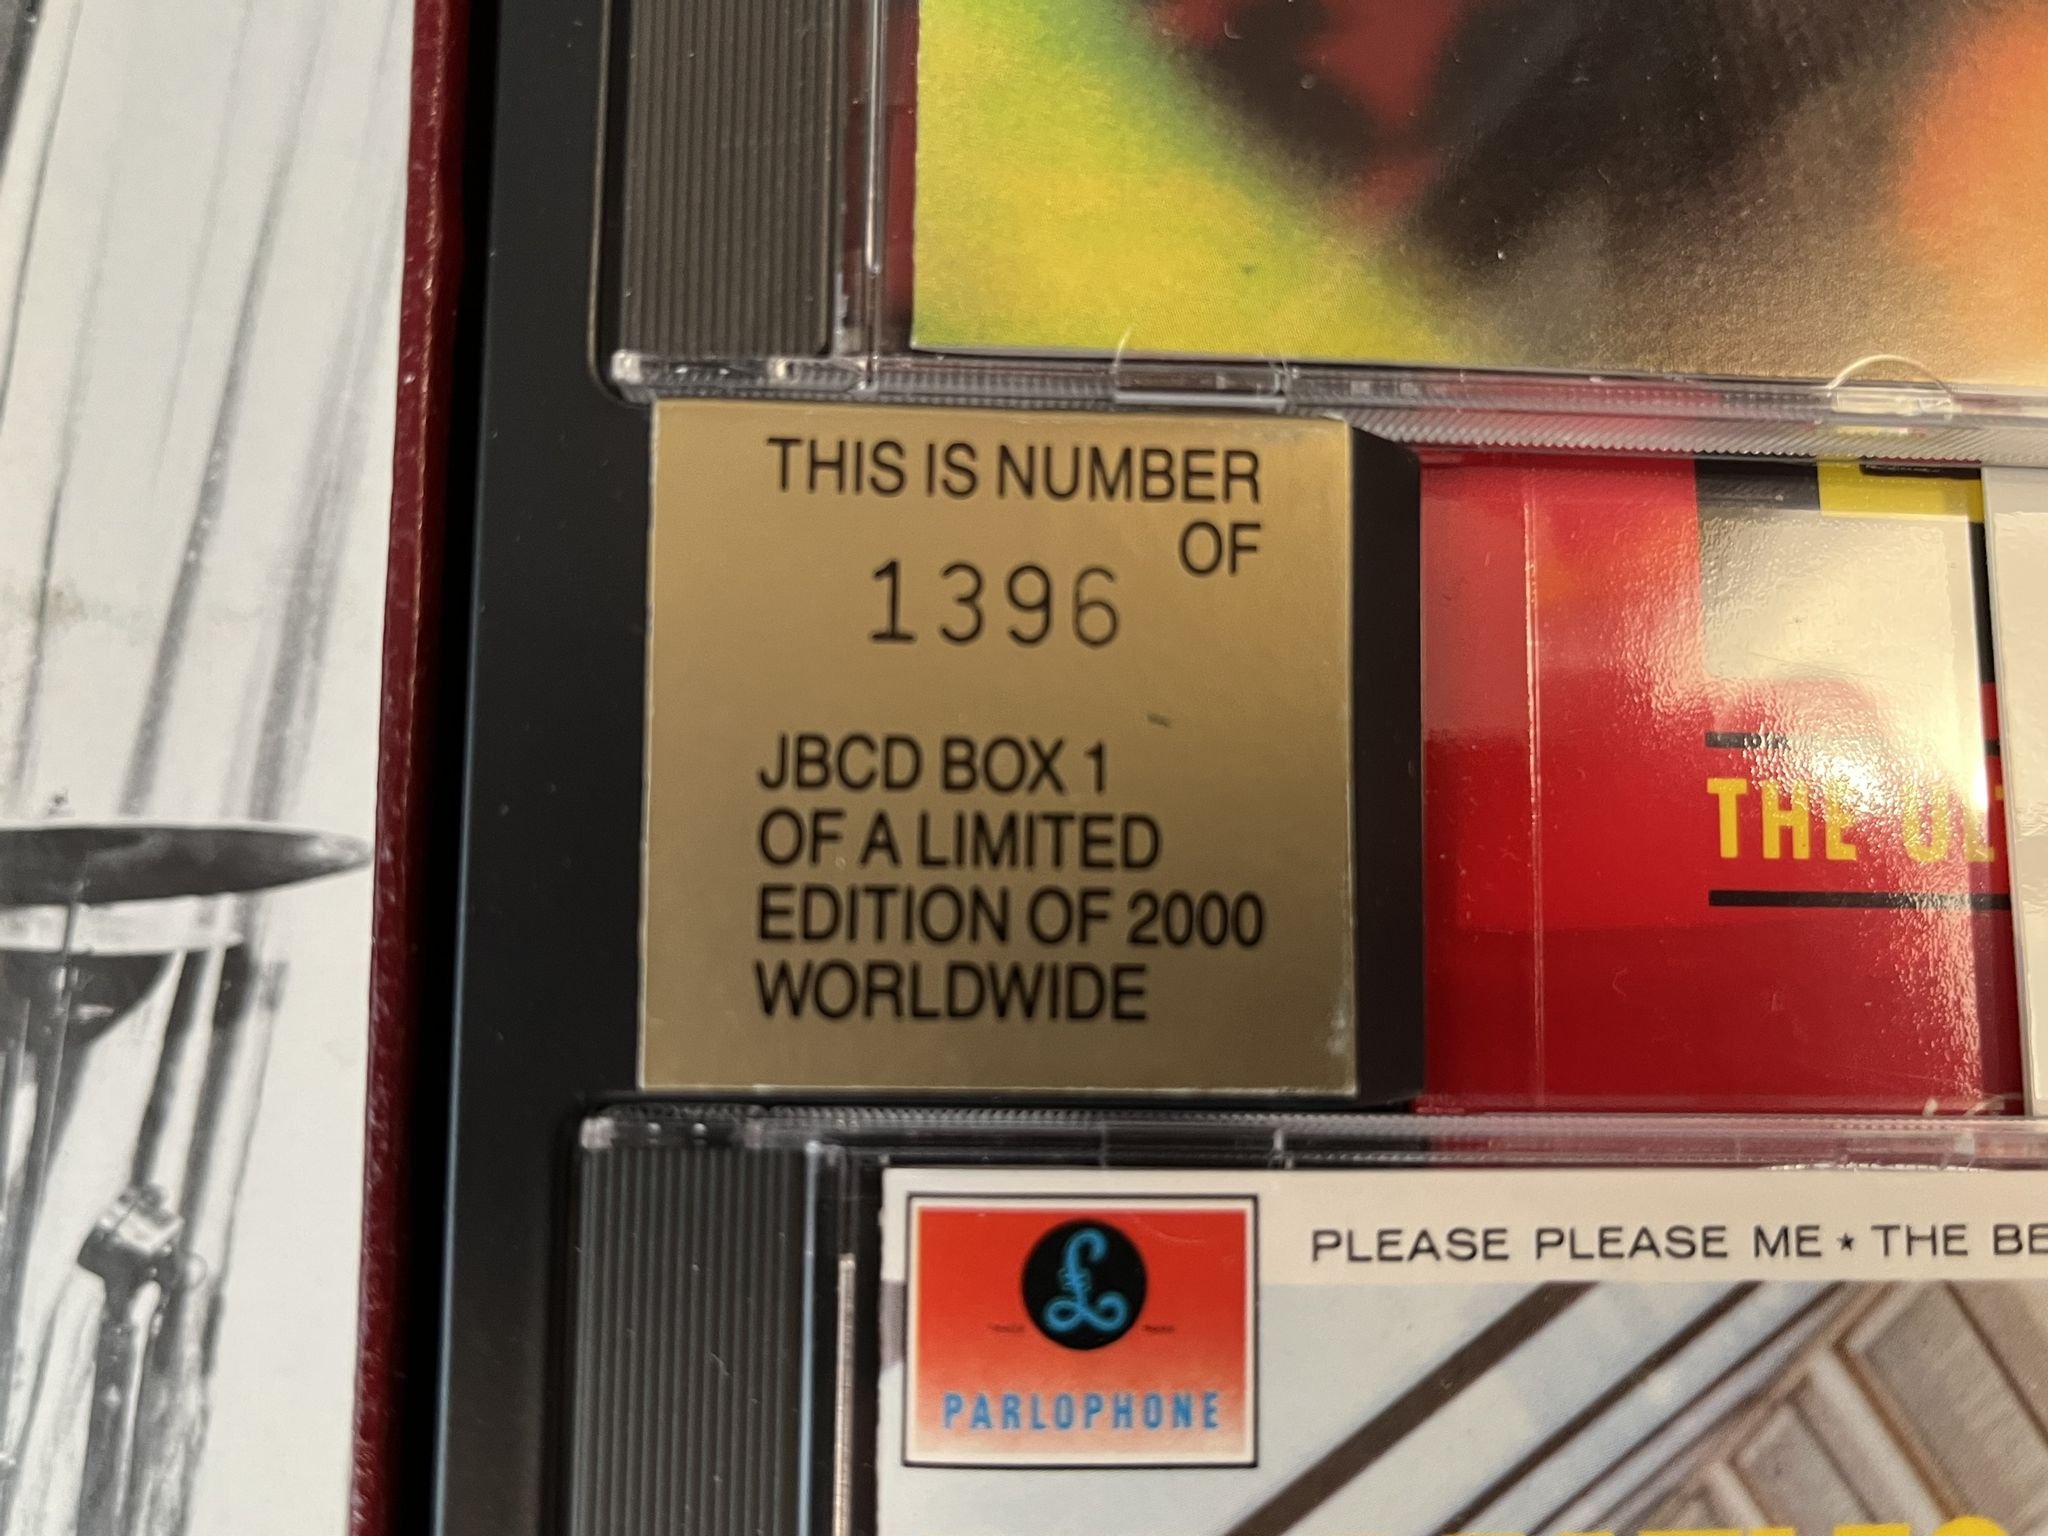 THIS IS NUMBER
OF
1396
JBCD BOX 1
OF A LIMITED
EDITION OF 2000
WORLDWIDE
THE
PARLOPHONE
PLEASE PLEASE ME ★ THE